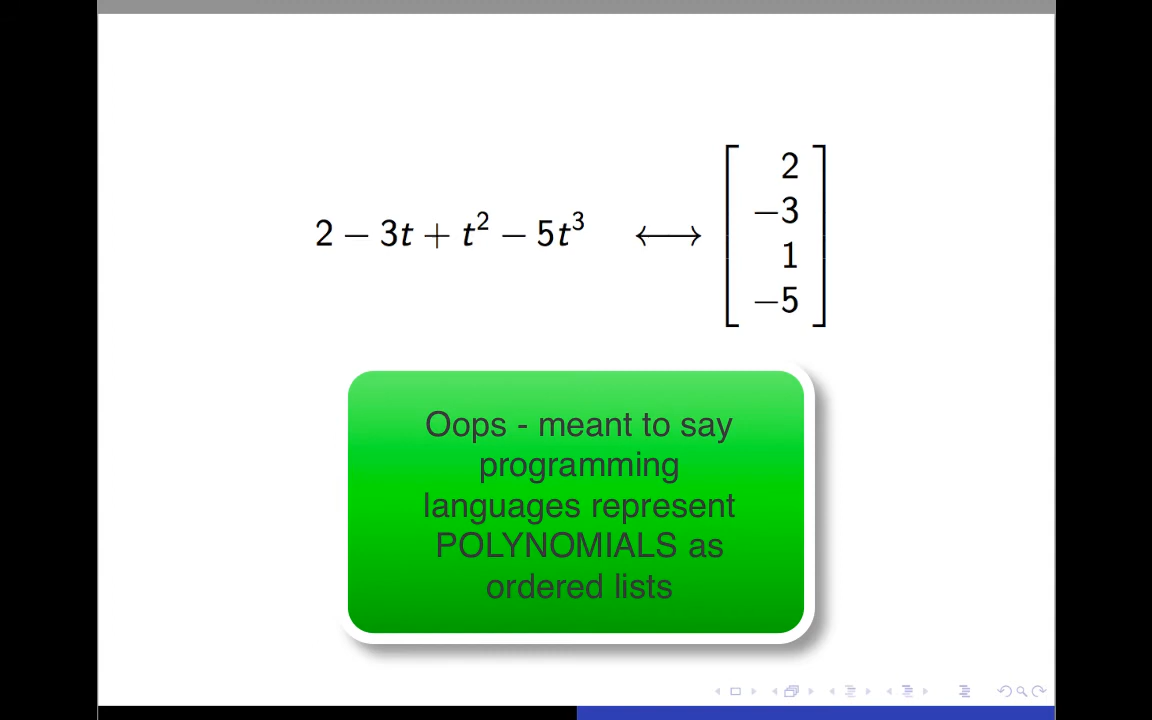 2 − 3t + t² − 5t³ ⟷ [2 −3 1 −5]
Oops - meant to say
programming
languages represent
POLYNOMIALS as
ordered lists